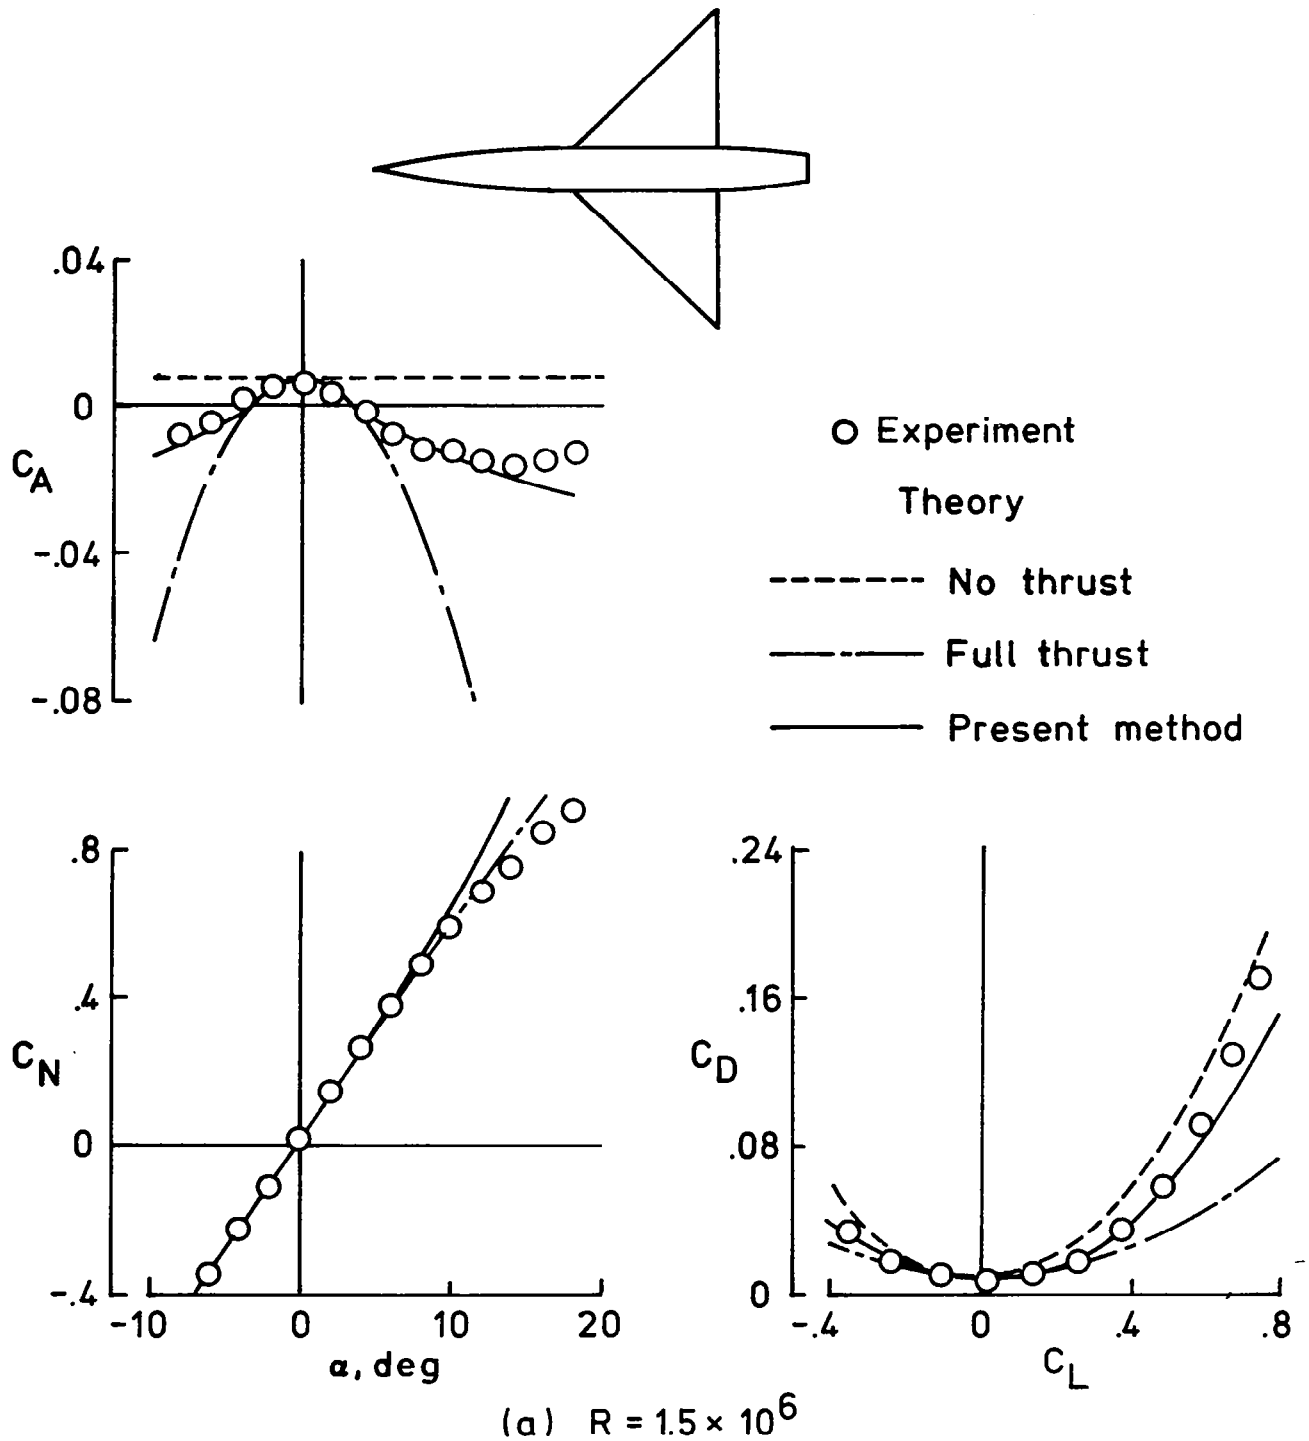 .04
0
C_A
-.04
-.08
○ Experiment
Theory
No thrust
Full thrust
Present method
.8
.4
C_N
0
-.4
-10 0 10 20
α, deg
.24
.16
C_D
.08
0
-.4 0 .4 .8
C_L
(a) R = 1.5 × 10^6